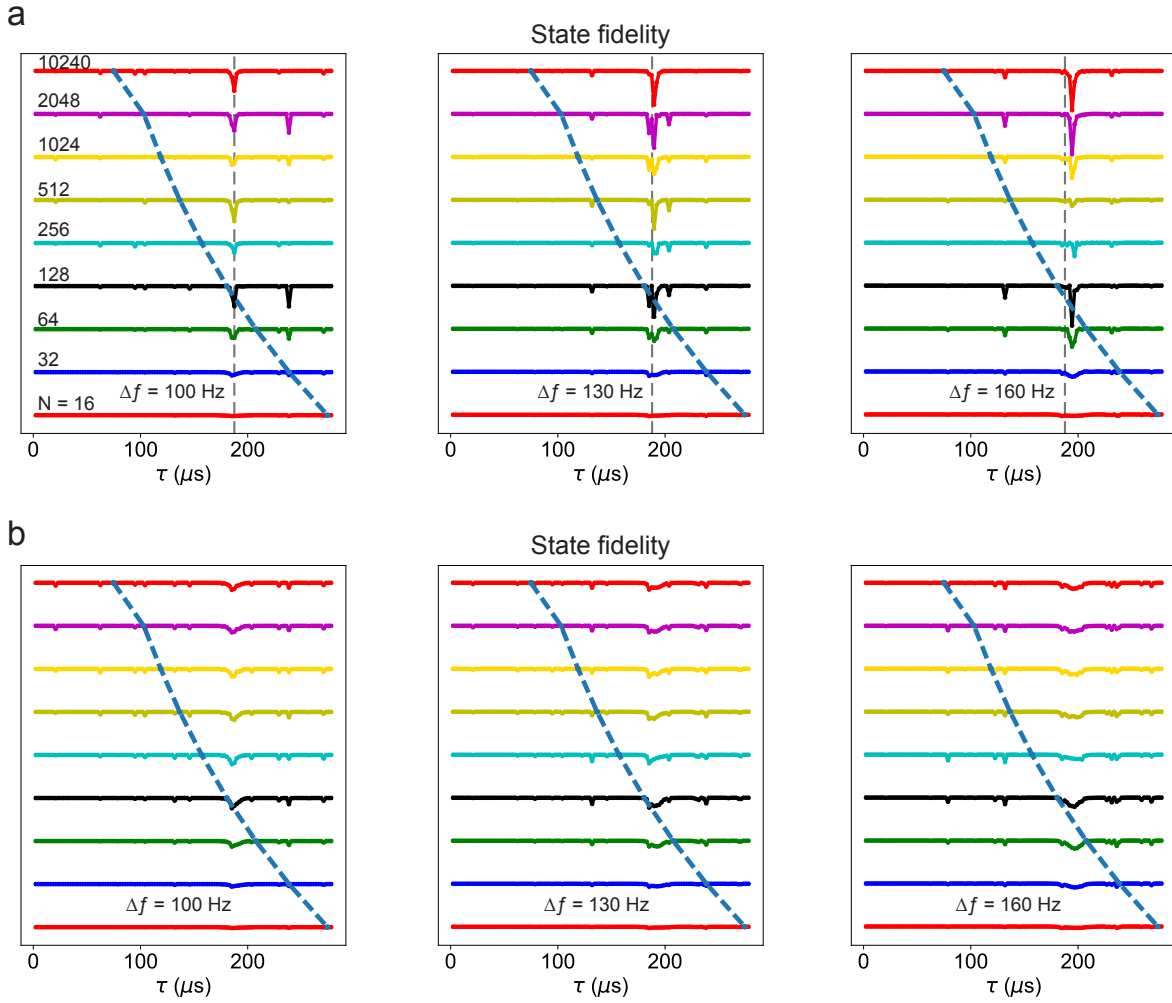 a
State fidelity
10240
2048
1024
512
256
128
64
32
N = 16
Δf = 100 Hz
Δf = 130 Hz
Δf = 160 Hz
0 100 200
0 100 200
0 100 200
τ (μs)
τ (μs)
τ (μs)
b
State fidelity
Δf = 100 Hz
Δf = 130 Hz
Δf = 160 Hz
0 100 200
0 100 200
0 100 200
τ (μs)
τ (μs)
τ (μs)